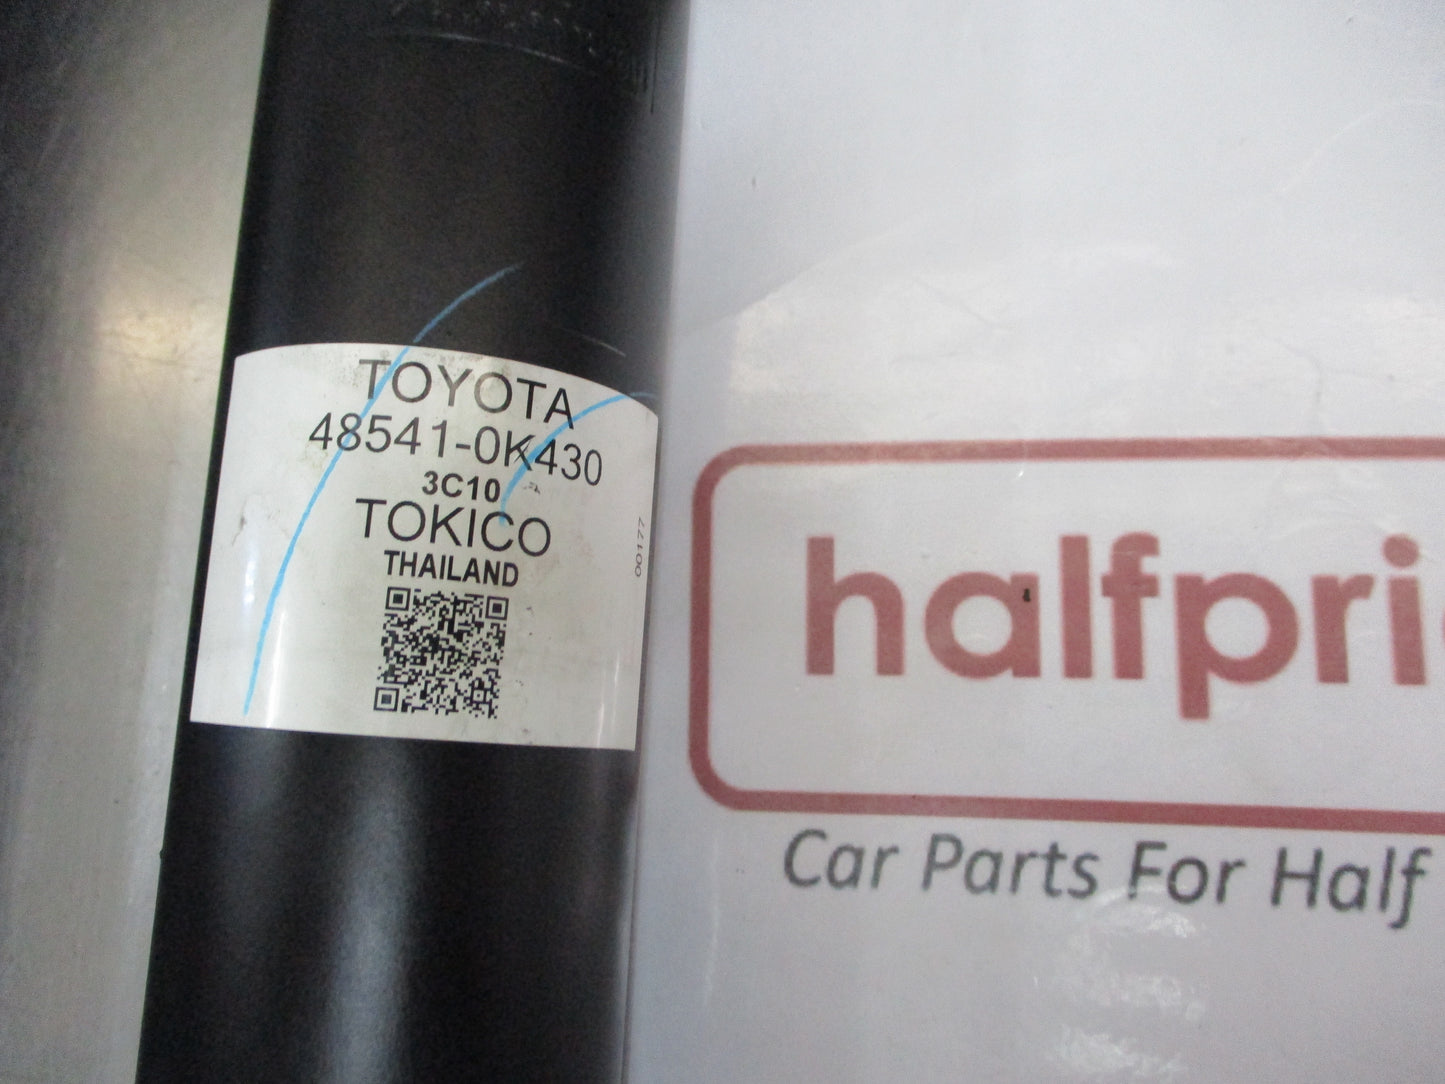 TOYOTA
48541-0K430
3C10
TOKICO
THAILAND
00177
halfpri
Car Parts For Half